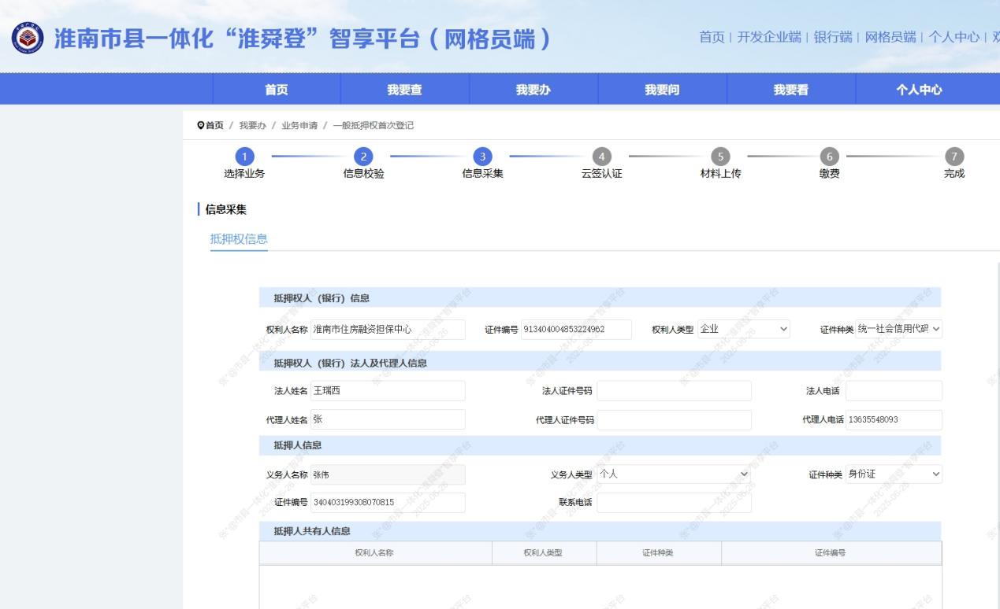 淮南市县一体化“淮舜登”智享平台（网格员端）
首页 | 开发企业端 | 银行端 | 网格员端 | 个人中心 |
首页 我要查 我要办 我要问 我要看 个人中心
首页 / 我要办 / 业务申请 / 一般抵押权首次登记
1 2 3 4 5 6 7
选择业务 信息校验 信息采集 云签认证 材料上传 缴费 完成
信息采集
抵押权信息
抵押权人（银行）信息
权利人名称 淮南市住房融资担保中心 证件编号 913404004853224962 权利人类型 企业 证件种类 统一社会信用代码
抵押权人（银行）法人及代理人信息
法人姓名 王瑞西 法人证件号码 法人电话
代理人姓名 张 代理人证件号码 代理人电话 13635548093
抵押人信息
义务人名称 张伟 义务人类型 个人 证件种类 身份证
证件编号 340403199308070815 联系电话
抵押人共有人信息
权利人名称 权利人类型 证件种类 证件编号